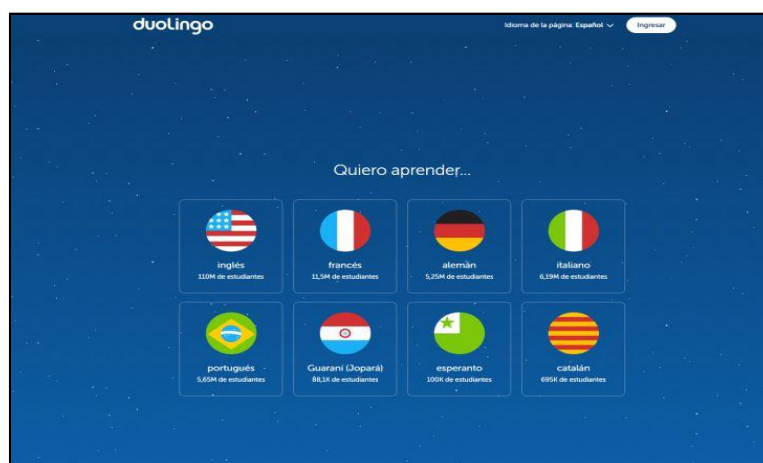 duolingo
Idioma de la página: Español
Ingresar
Quiero aprender...
inglés
110M de estudiantes
francés
11,5M de estudiantes
alemán
5,25M de estudiantes
italiano
6,19M de estudiantes
portugués
5,65M de estudiantes
Guaraní (Jopará)
88,1K de estudiantes
esperanto
100K de estudiantes
catalán
695K de estudiantes